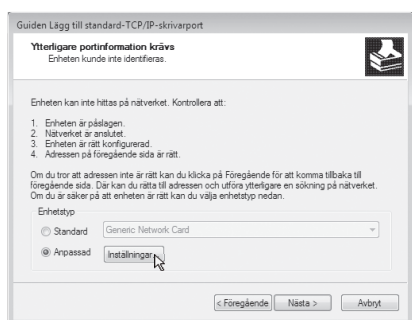 Guiden Lägg till standard-TCP/IP-skrivarport
Ytterligare portinformation krävs
Enheten kunde inte identifieras.
Enheten kan inte hittas på nätverket. Kontrollera att:
1. Enheten är påslagen.
2. Nätverket är anslutet.
3. Enheten är rätt konfigurerad.
4. Adressen på föregående sida är rätt.
Om du tror att adressen inte är rätt kan du klicka på Föregående för att komma tillbaka till
föregående sida. Där kan du rätta till adressen och utföra ytterligare en sökning på nätverket.
Om du är säker på att enheten är rätt kan du välja enhetstyp nedan.
Enhetstyp
Standard Generic Network Card
Anpassad Inställningar...
< Föregående Nästa > Avbryt